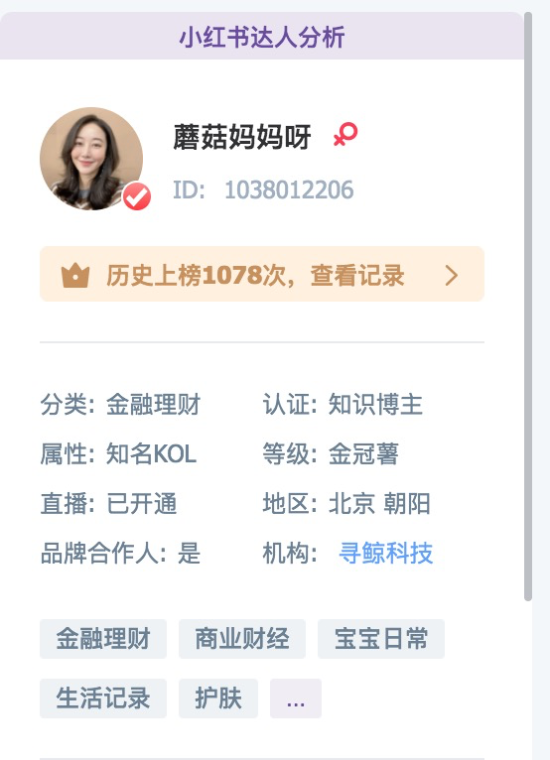 小红书达人分析
蘑菇妈妈呀
ID: 1038012206
历史上榜1078次，查看记录
分类: 金融理财 认证: 知识博主
属性: 知名KOL 等级: 金冠薯
直播: 已开通 地区: 北京 朝阳
品牌合作人: 是 机构: 寻鲸科技
金融理财 商业财经 宝宝日常
生活记录 护肤 ...